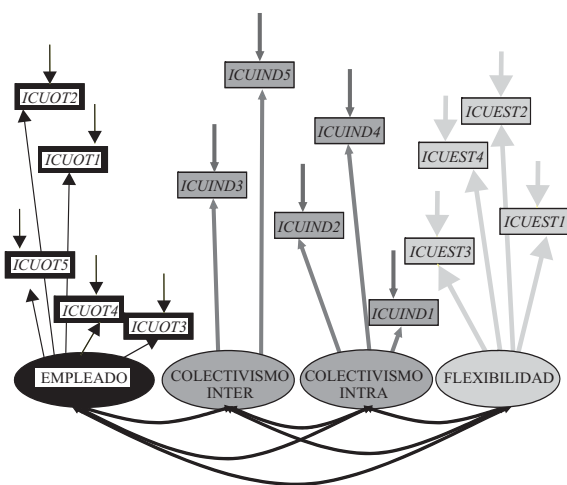 ICUIND5
ICUOT2
ICUEST2
ICUIND4
ICUOT1
ICUEST4
ICUIND3
ICUEST1
ICUIND2
ICUEST3
ICUOT5
ICUOT4
ICUIND1
ICUOT3
EMPLEADO
COLECTIVISMO
INTER
COLECTIVISMO
INTRA
FLEXIBILIDAD